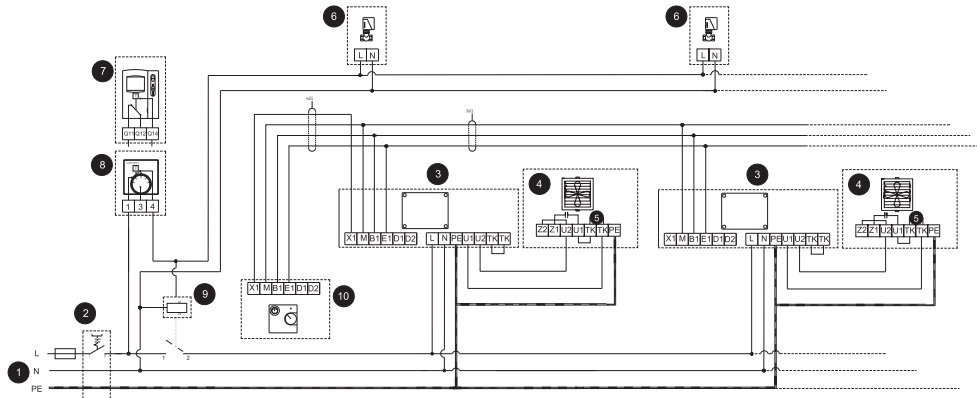 6
L N
6
L N
7
Q11 Q12 Q14
8
1 3 4
3
X1 M B1 E1 D1 D2
L N PE U1 U2 TK TK
4
5
Z2 Z1 U2 U1 TK TK PE
3
X1 M B1 E1 D1 D2
L N PE U1 U2 TK TK
4
5
Z2 Z1 U2 U1 TK TK PE
9
X1 M B1 E1 D1 D2
10
2
L
1 2
1 N
PE